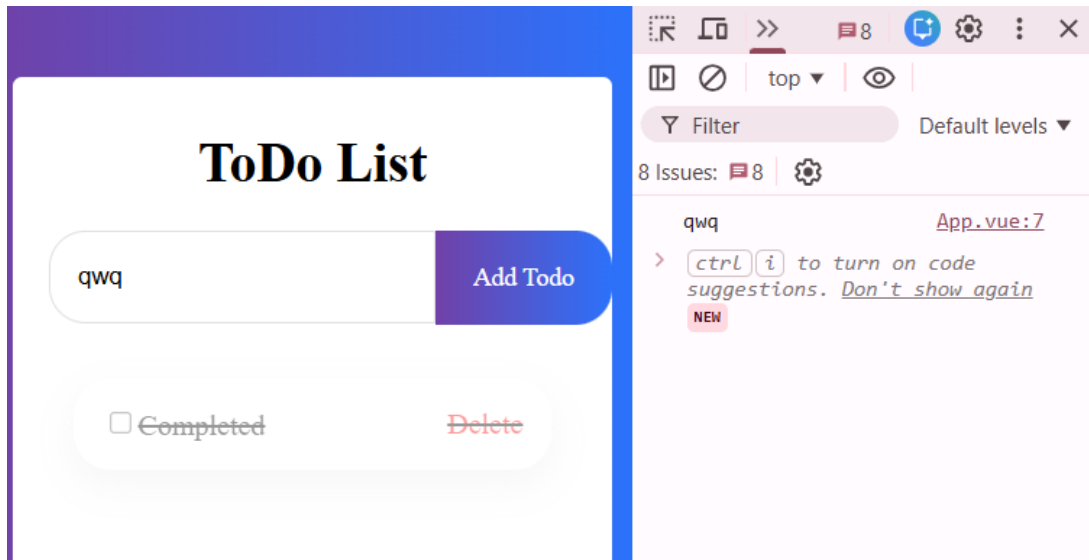 ToDo List
qwq
Add Todo
Completed
Delete
8
top
Filter
Default levels
8 Issues: 8
qwq App.vue:7
ctrl i to turn on code
suggestions. Don't show again
NEW